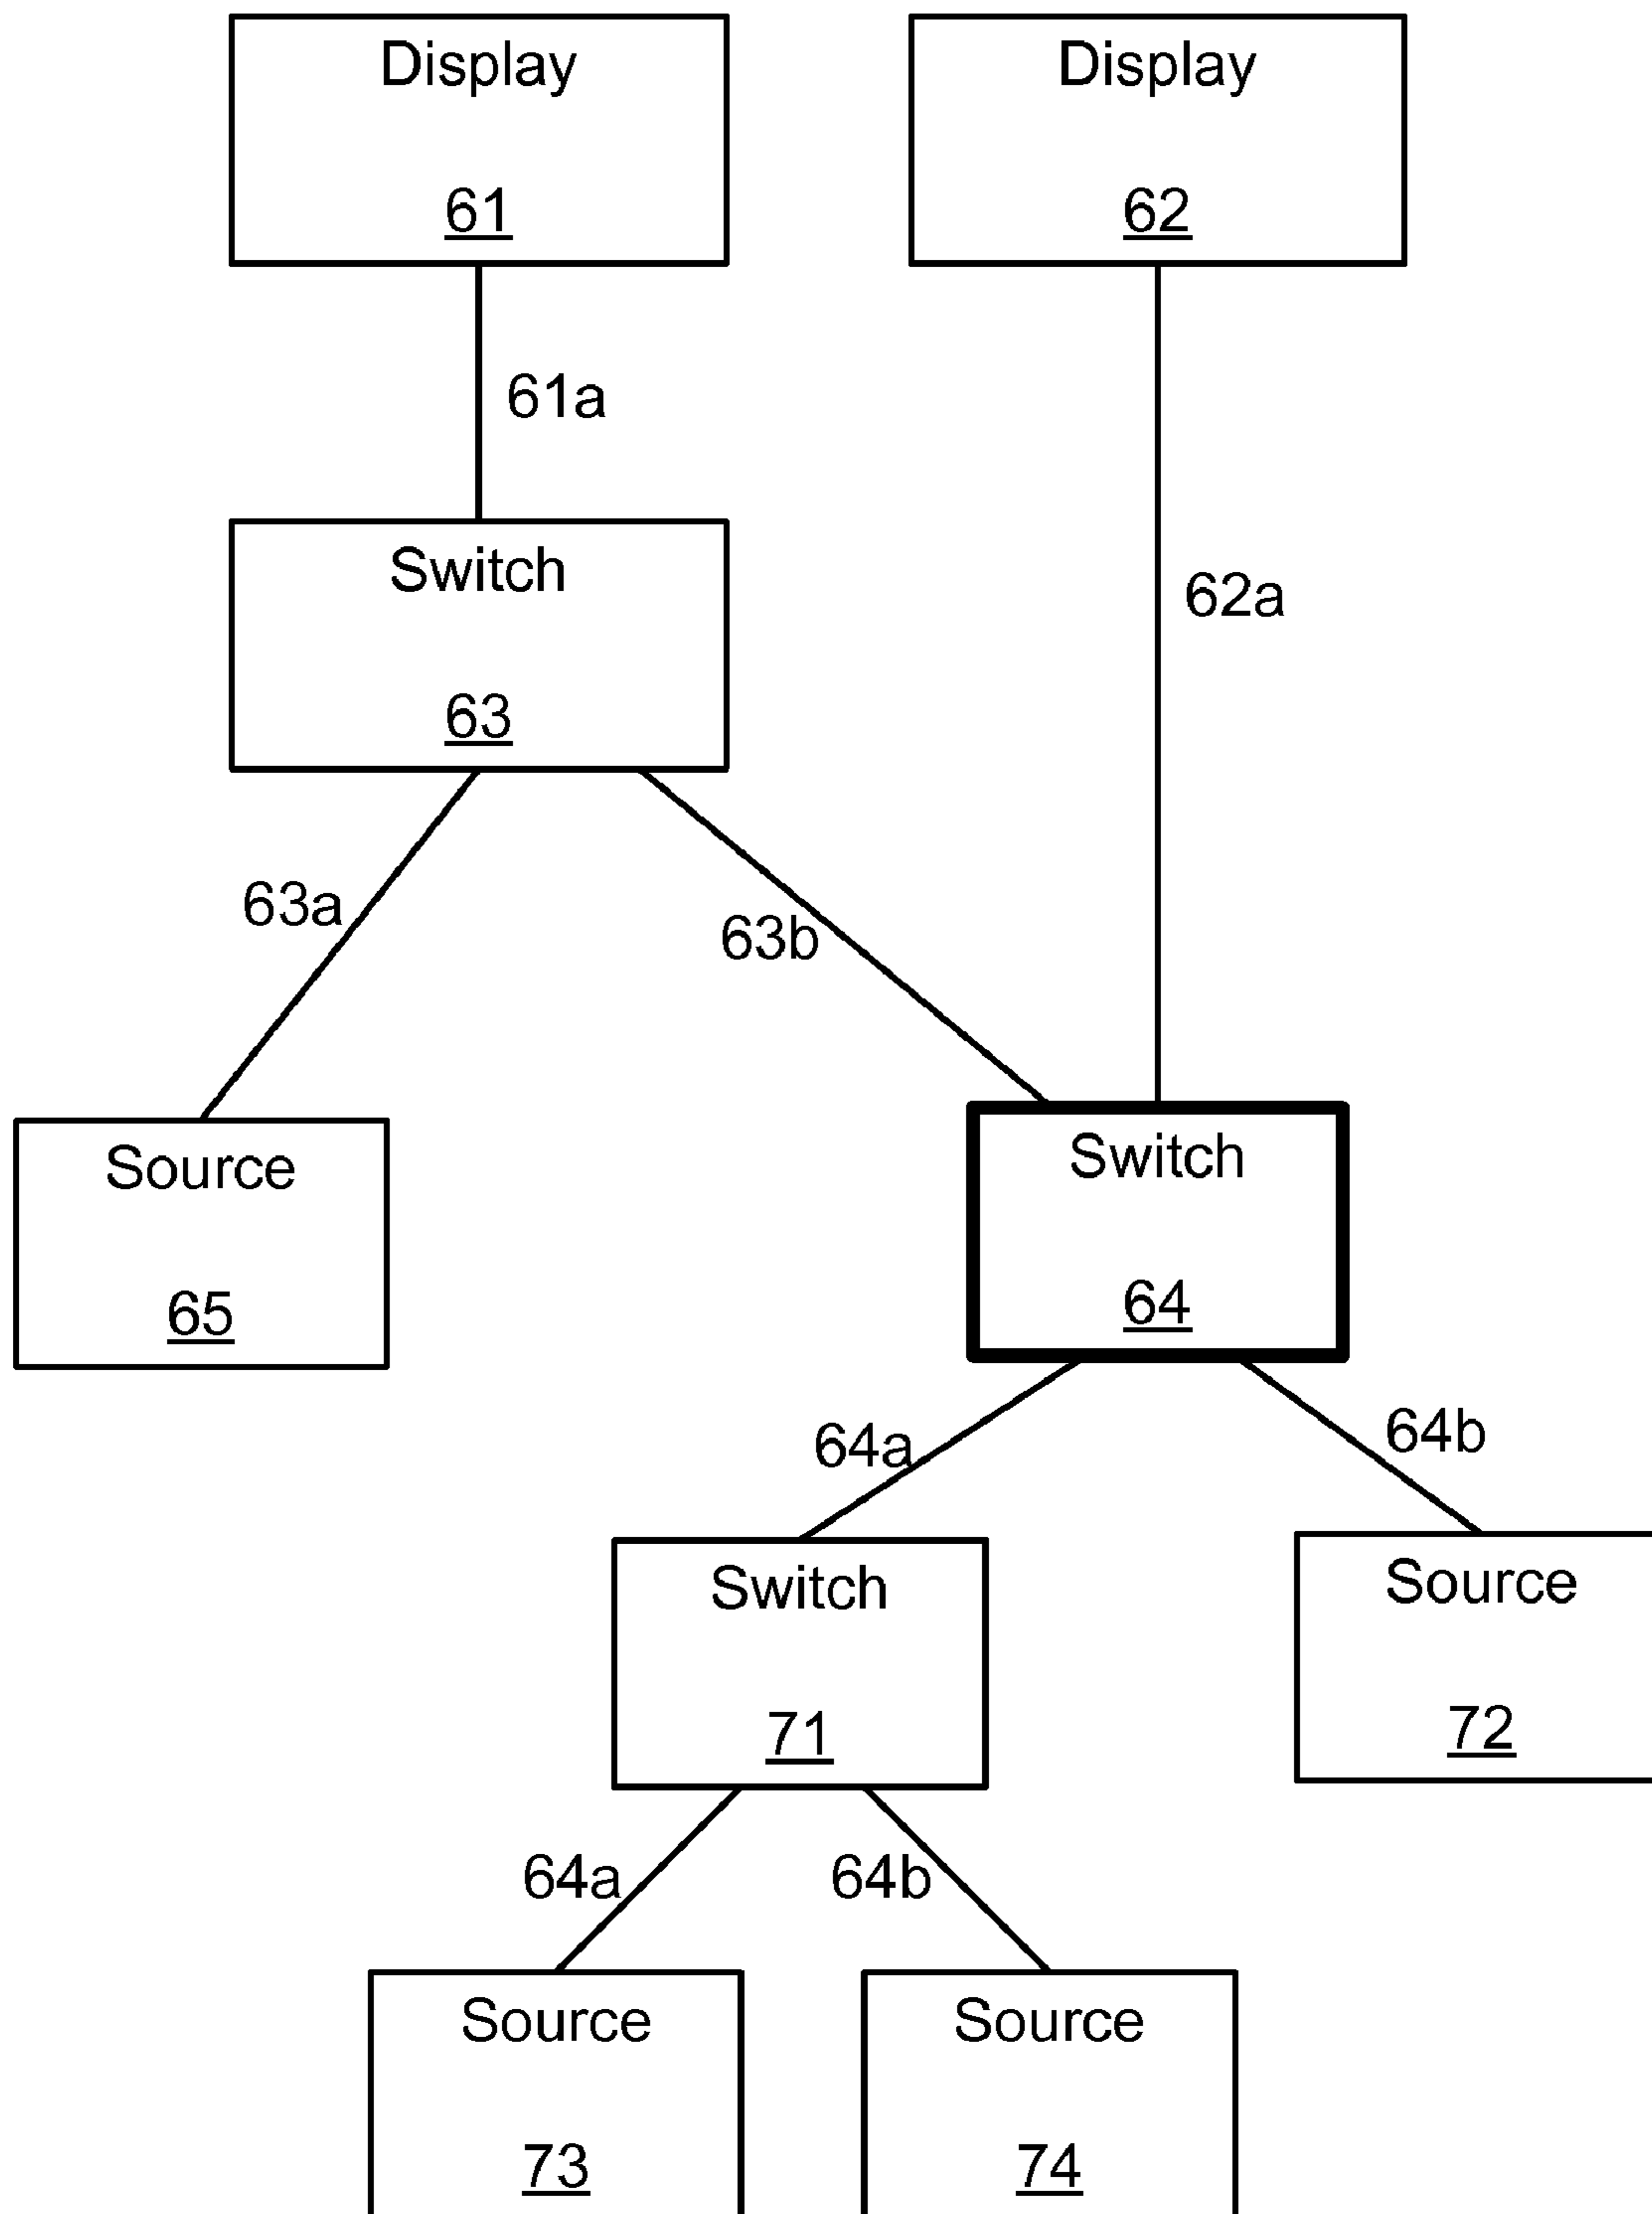 Display
61
Display
62
61a
62a
Switch
63
63a
63b
Source
65
Switch
64
64a
64b
Switch
71
Source
72
64a
64b
Source
73
Source
74